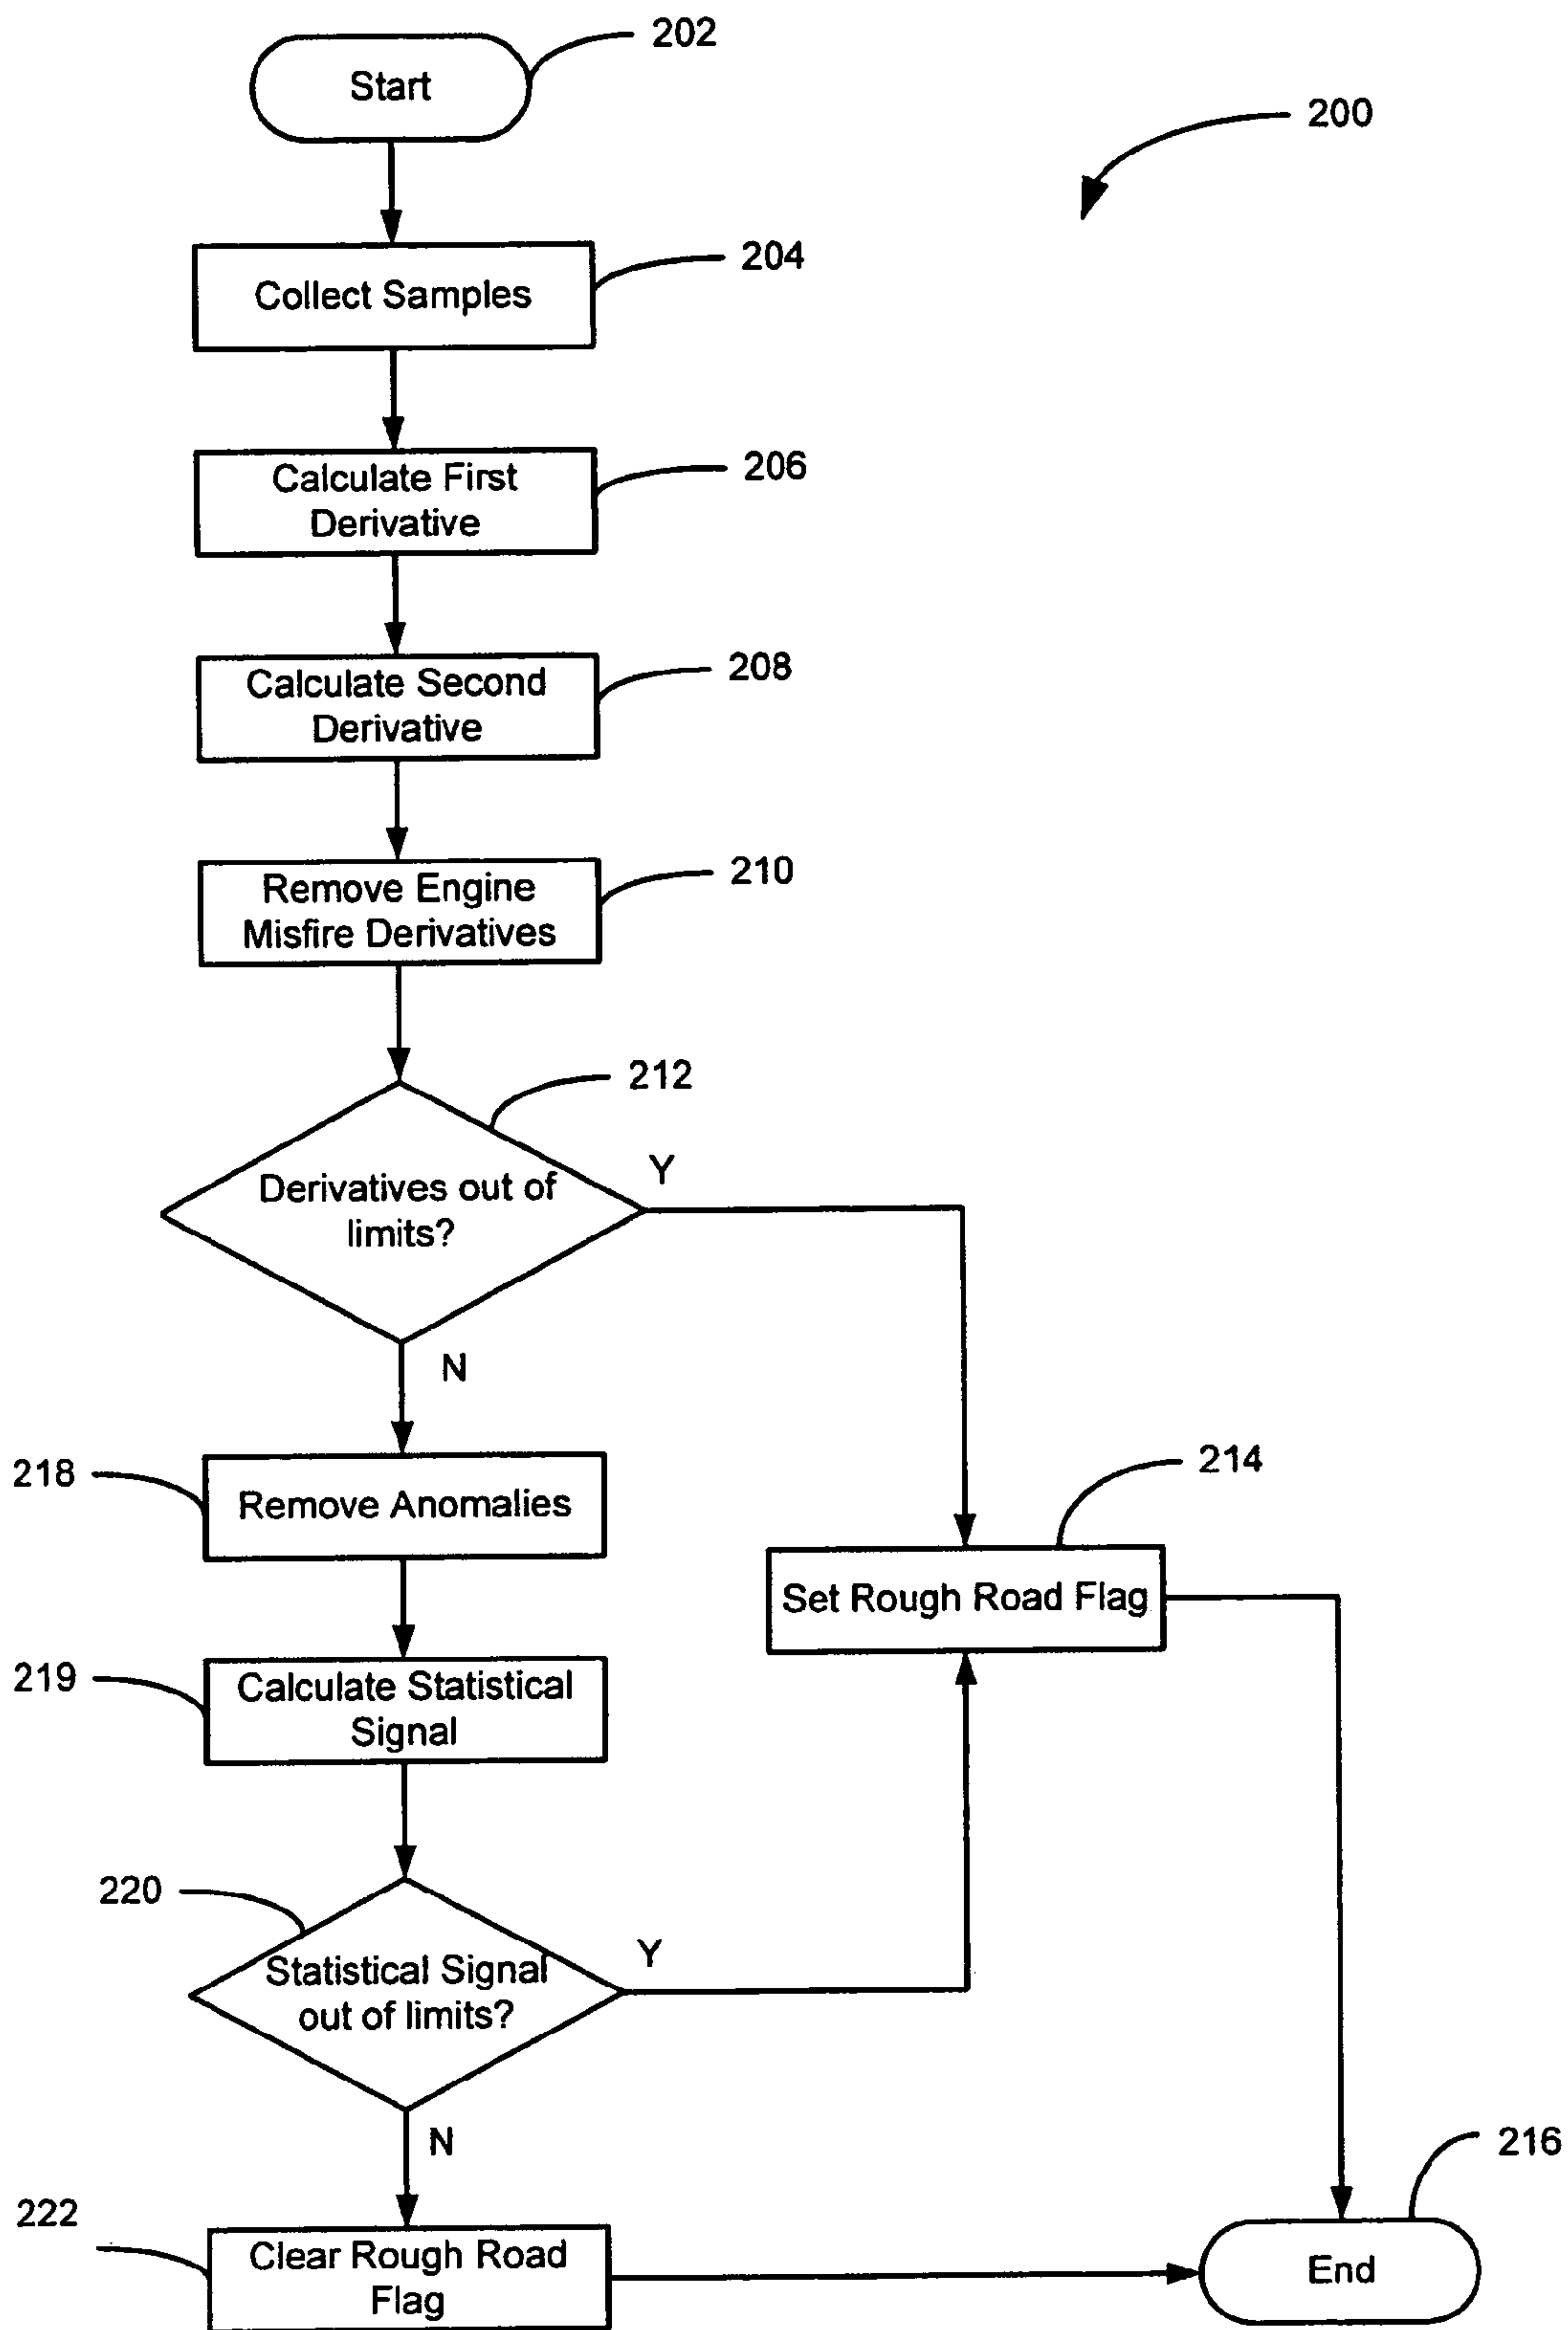 202
Start
200
204
Collect Samples
206
Calculate First
Derivative
208
Calculate Second
Derivative
210
Remove Engine
Misfire Derivatives
212
Derivatives out of
limits?
Y
N
218
Remove Anomalies
214
Set Rough Road Flag
219
Calculate Statistical
Signal
220
Statistical Signal
out of limits?
Y
N
216
222
Clear Rough Road
Flag
End